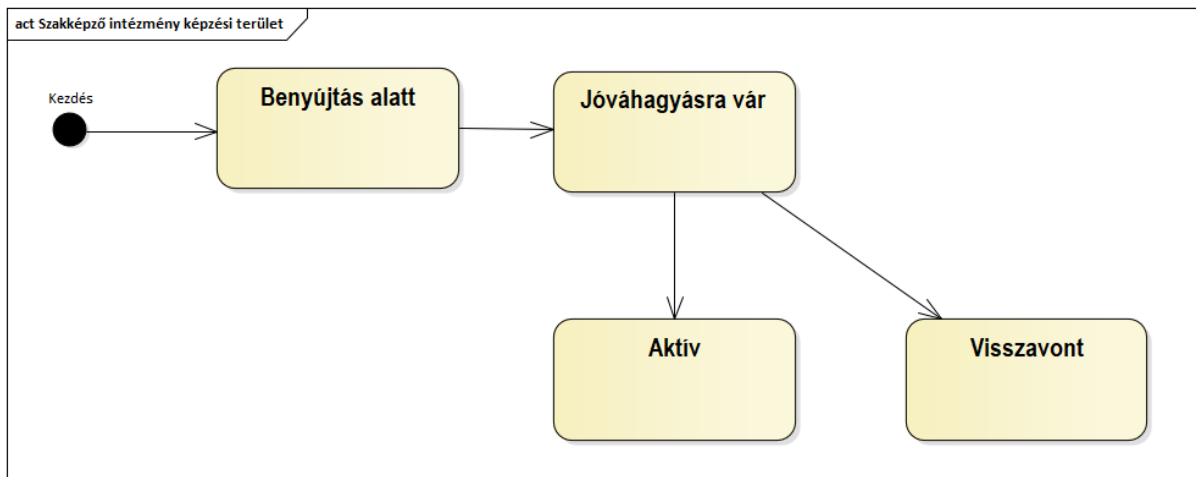 act Szakképző intézmény képzési terület
Kezdés
Benyújtás alatt
Jóváhagyásra vár
Aktív
Visszavont